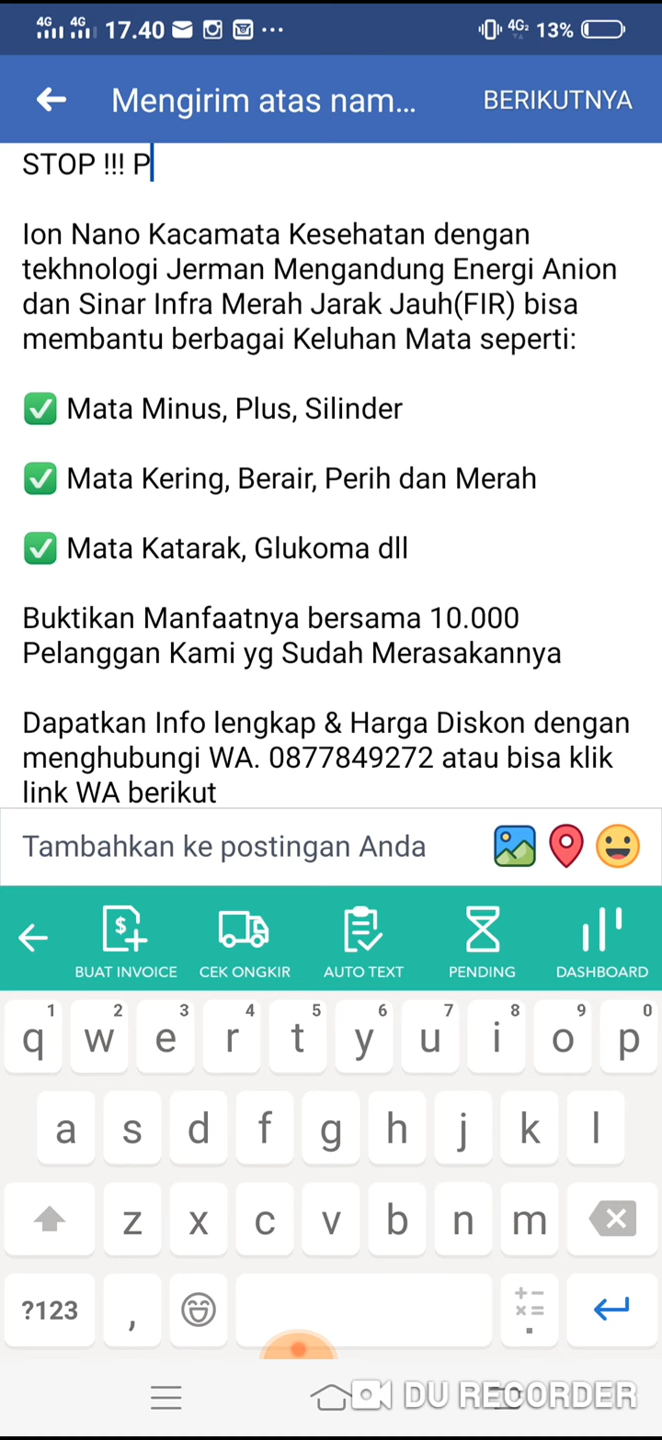 4G 4G 17.40 4G2 13%
Mengirim atas nam... BERIKUTNYA
STOP !!! P
Ion Nano Kacamata Kesehatan dengan
tekhnologi Jerman Mengandung Energi Anion
dan Sinar Infra Merah Jarak Jauh(FIR) bisa
membantu berbagai Keluhan Mata seperti:
✅ Mata Minus, Plus, Silinder
✅ Mata Kering, Berair, Perih dan Merah
✅ Mata Katarak, Glukoma dll
Buktikan Manfaatnya bersama 10.000
Pelanggan Kami yg Sudah Merasakannya
Dapatkan Info lengkap & Harga Diskon dengan
menghubungi WA. 0877849272 atau bisa klik
link WA berikut
Tambahkan ke postingan Anda
BUAT INVOICE CEK ONGKIR AUTO TEXT PENDING DASHBOARD
1 2 3 4 5 6 7 8 9 0
q w e r t y u i o p
a s d f g h j k l
z x c v b n m
?123 , + − × = .
DU RECORDER